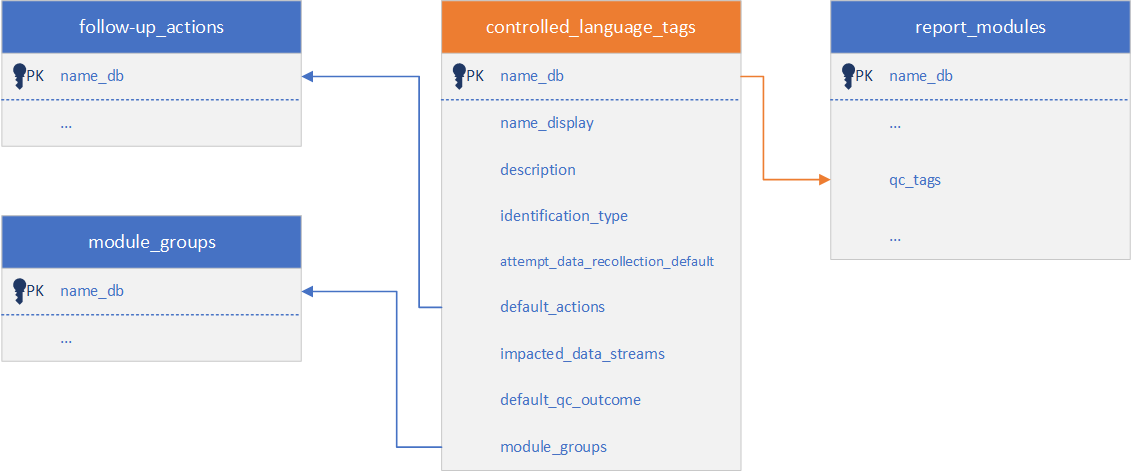 follow-up_actions
PK name_db
...
module_groups
PK name_db
...
controlled_language_tags
PK name_db
name_display
description
identification_type
attempt_data_recollection_default
default_actions
impacted_data_streams
default_qc_outcome
module_groups
report_modules
PK name_db
...
qc_tags
...